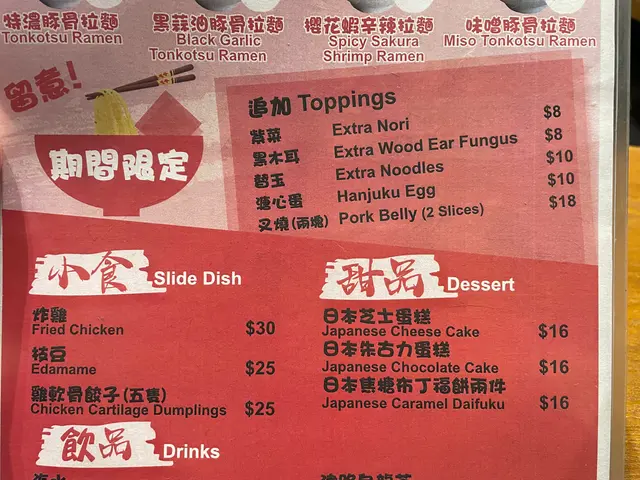 特濃豚骨拉麵
Tonkotsu Ramen
黑蒜油豚骨拉麵
Black Garlic
Tonkotsu Ramen
櫻花蝦辛辣拉麵
Spicy Sakura
Shrimp Ramen
味噌豚骨拉麵
Miso Tonkotsu Ramen
留意!
期間限定
追加 Toppings
紫菜 Extra Nori $8
黑木耳 Extra Wood Ear Fungus $8
替玉 Extra Noodles $10
溏心蛋 Hanjuku Egg $10
叉燒(兩塊) Pork Belly (2 Slices) $18
小食 Slide Dish
炸雞
Fried Chicken $30
枝豆
Edamame $25
雞軟骨餃子(五隻)
Chicken Cartilage Dumplings $25
甜品 Dessert
日本芝士蛋糕
Japanese Cheese Cake $16
日本朱古力蛋糕
Japanese Chocolate Cake $16
日本焦糖布丁福餅兩件
Japanese Caramel Daifuku $16
飲品 Drinks